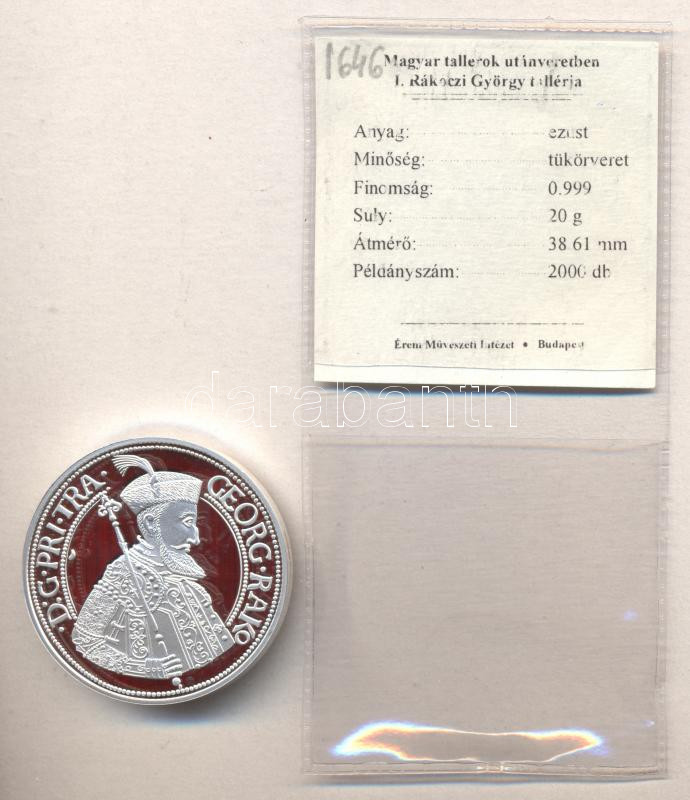 1646
Magyar tallérok utánveretben
I. Rákóczi György tallérja
Anyag: ezüst
Minőség: tükörveret
Finomság: 0.999
Suly: 20 g
Átmérő: 38.61 mm
Példányszám: 2000 db
Érem Művészeti Intézet • Budapest
darabanth
GEORG·RAKO
·D·G·PRI·TRA·